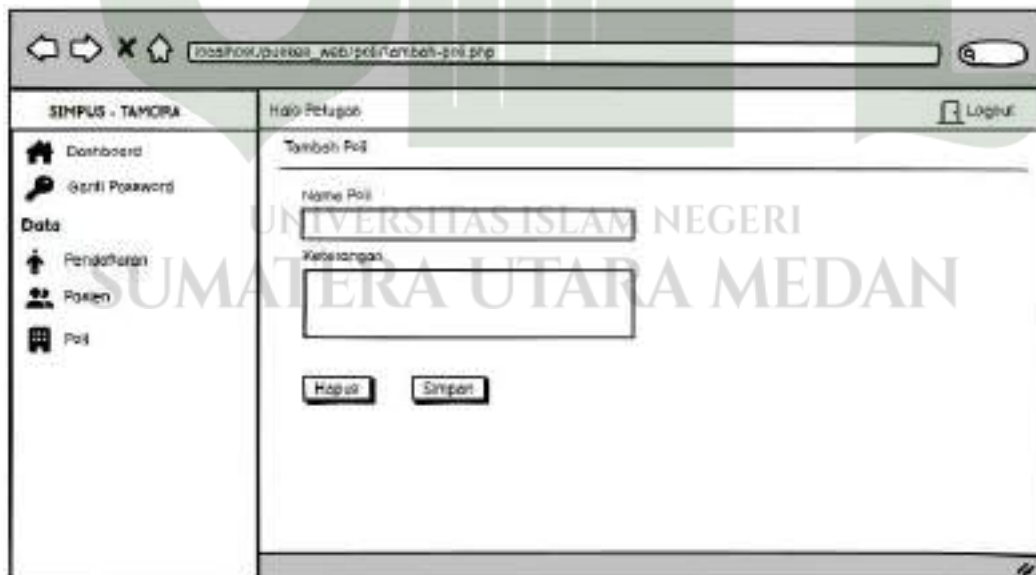 localhost/pusken_web/poli/tambah-poli.php
SIMPUS - TAMORA
Halo Petugas
Logout
Dashboard
Ganti Password
Data
Pendaftaran
Pasien
Poli
Tambah Poli
Nama Poli
Keterangan
Hapus
Simpan
UNIVERSITAS ISLAM NEGERI
SUMATERA UTARA MEDAN